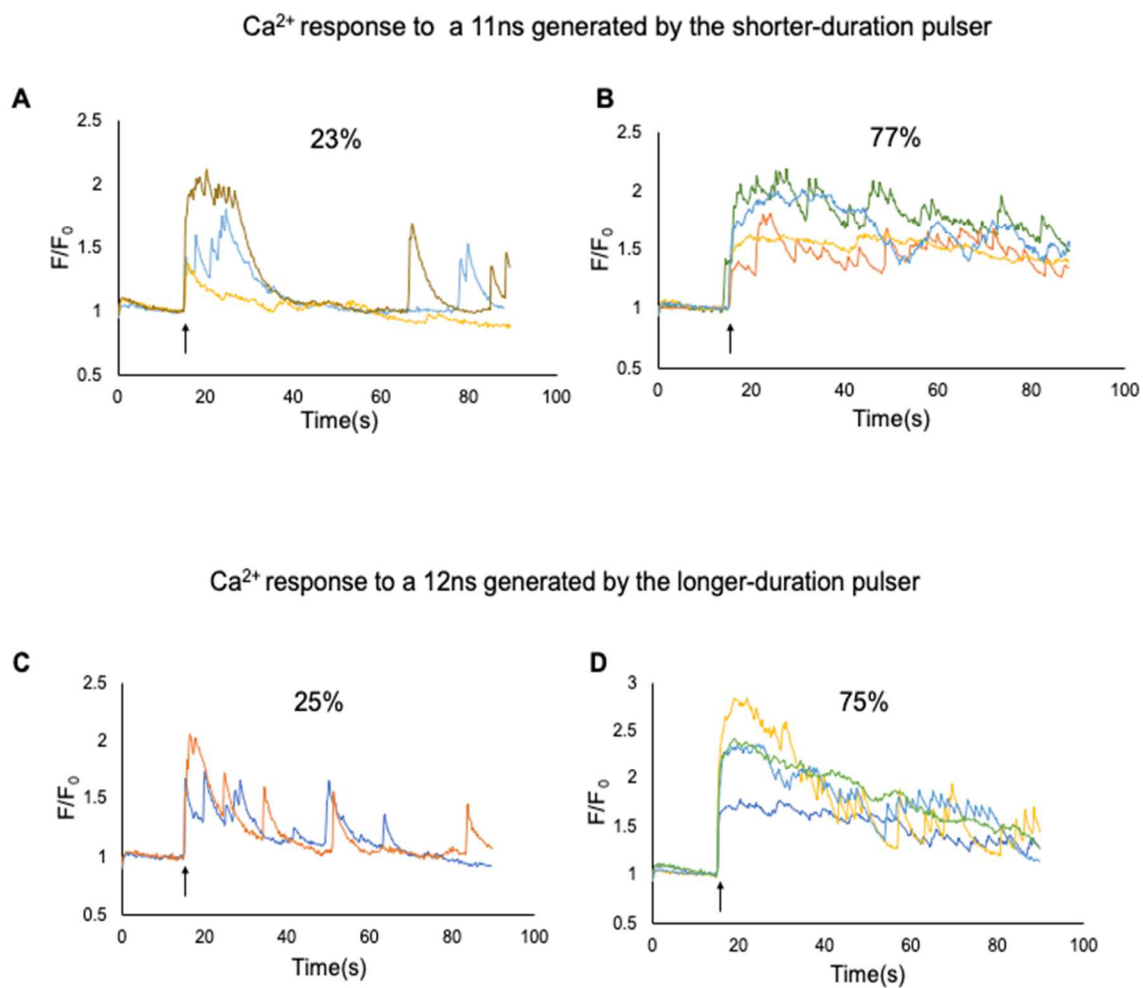 Ca²⁺ response to a 11ns generated by the shorter-duration pulser
A
23%
F/F₀
2.5
2
1.5
1
0.5
0 20 40 60 80 100
Time(s)
B
77%
F/F₀
2.5
2
1.5
1
0.5
0 20 40 60 80 100
Time(s)
Ca²⁺ response to a 12ns generated by the longer-duration pulser
C
25%
F/F₀
2.5
2
1.5
1
0.5
0 20 40 60 80 100
Time(s)
D
75%
F/F₀
3
2.5
2
1.5
1
0.5
0 20 40 60 80 100
Time(s)